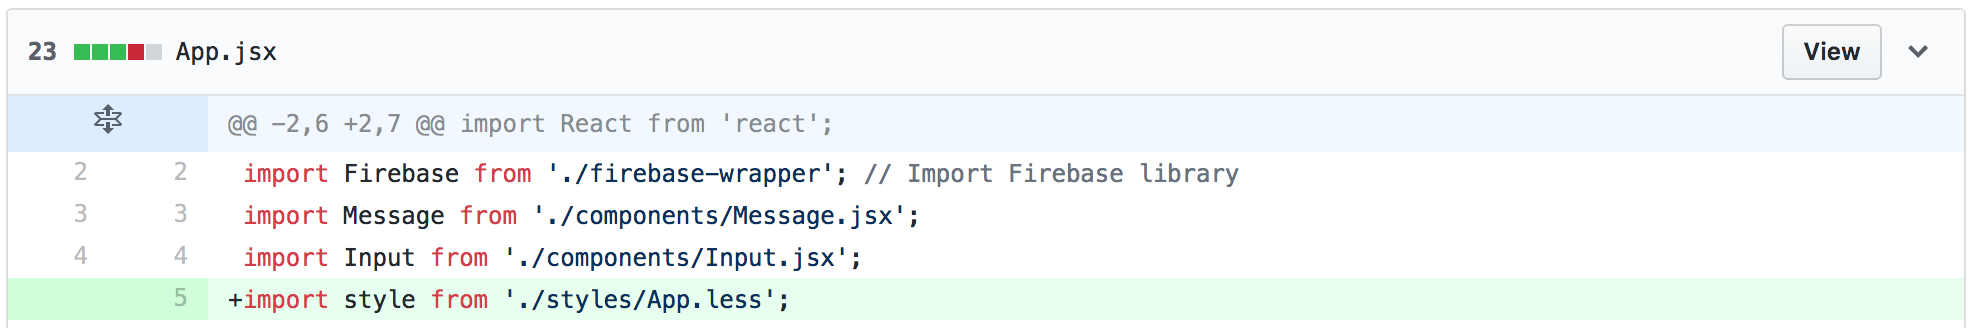 23 App.jsx View
@@ -2,6 +2,7 @@ import React from 'react';
2 2 import Firebase from './firebase-wrapper'; // Import Firebase library
3 3 import Message from './components/Message.jsx';
4 4 import Input from './components/Input.jsx';
5 +import style from './styles/App.less';